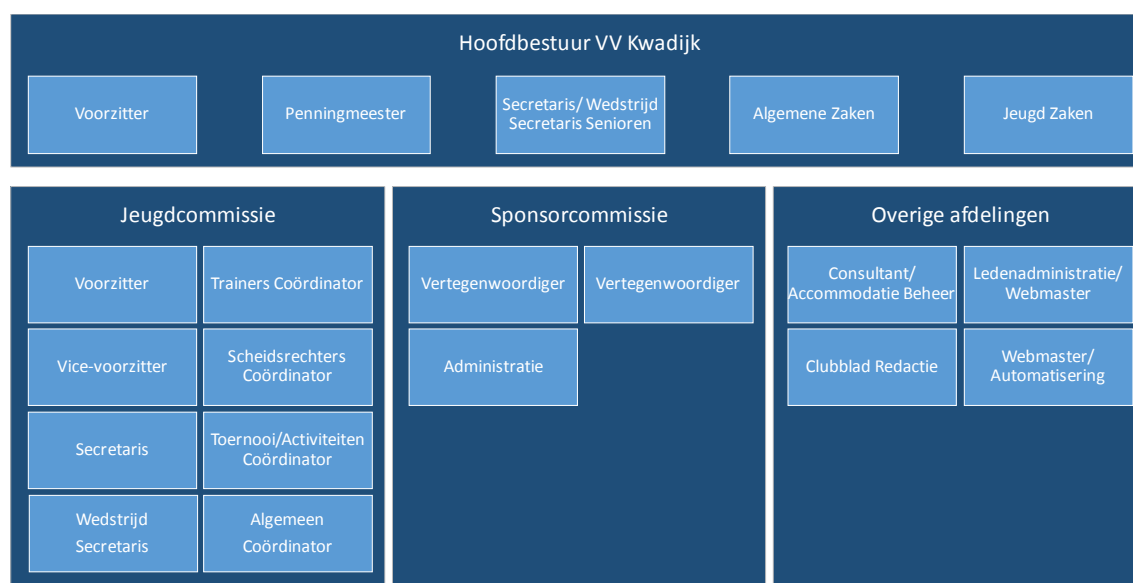 Hoofdbestuur VV Kwadijk
Voorzitter
Penningmeester
Secretaris/ Wedstrijd
Secretaris Senioren
Algemene Zaken
Jeugd Zaken
Jeugdcommissie
Voorzitter
Trainers Coördinator
Vice-voorzitter
Scheidsrechters
Coördinator
Secretaris
Toernooi/Activiteiten
Coördinator
Wedstrijd
Secretaris
Algemeen
Coördinator
Sponsorcommissie
Vertegenwoordiger
Vertegenwoordiger
Administratie
Overige afdelingen
Consultant/
Accommodatie Beheer
Ledenadministratie/
Webmaster
Clubblad Redactie
Webmaster/
Automatisering